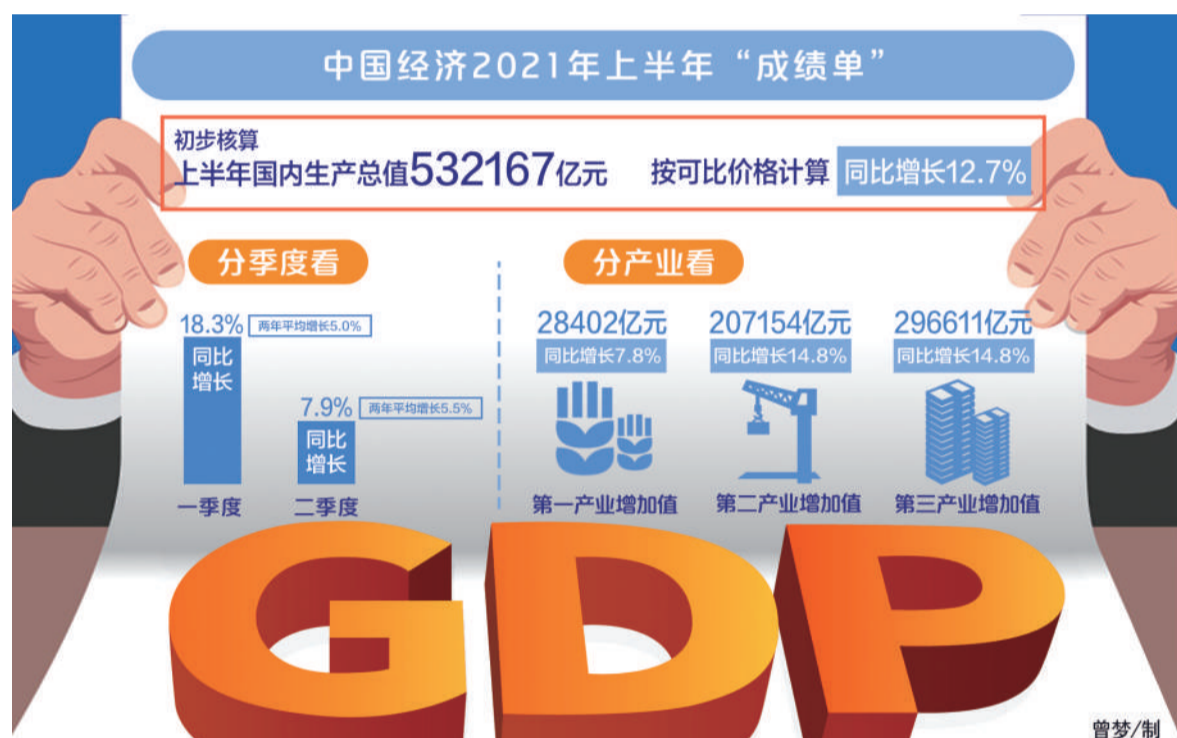 中国经济2021年上半年“成绩单”
初步核算
上半年国内生产总值532167亿元 按可比价格计算 同比增长12.7%
分季度看
18.3% 两年平均增长5.0%
同比
增长
7.9% 两年平均增长5.5%
同比
增长
一季度 二季度
分产业看
28402亿元 207154亿元 296611亿元
同比增长7.8% 同比增长14.8% 同比增长14.8%
第一产业增加值 第二产业增加值 第三产业增加值
GDP
曾梦/制